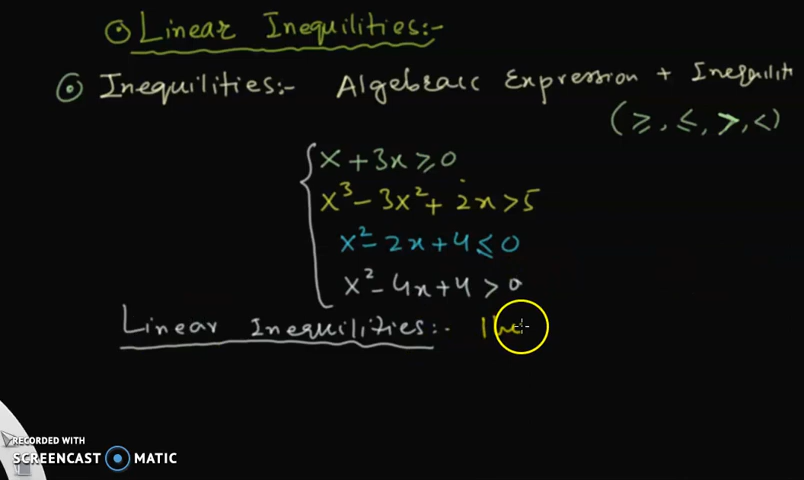 Linear Inequilities:-
Inequilities:- Algebraic Expression + Inequiliti
(≥, ≤, >, <)
x + 3x ≥ 0
x³ - 3x² + 2x > 5
x² - 2x + 4 ≤ 0
x² - 4x + 4 > 0
Linear Inequilities:-
RECORDED WITH
SCREENCAST MATIC